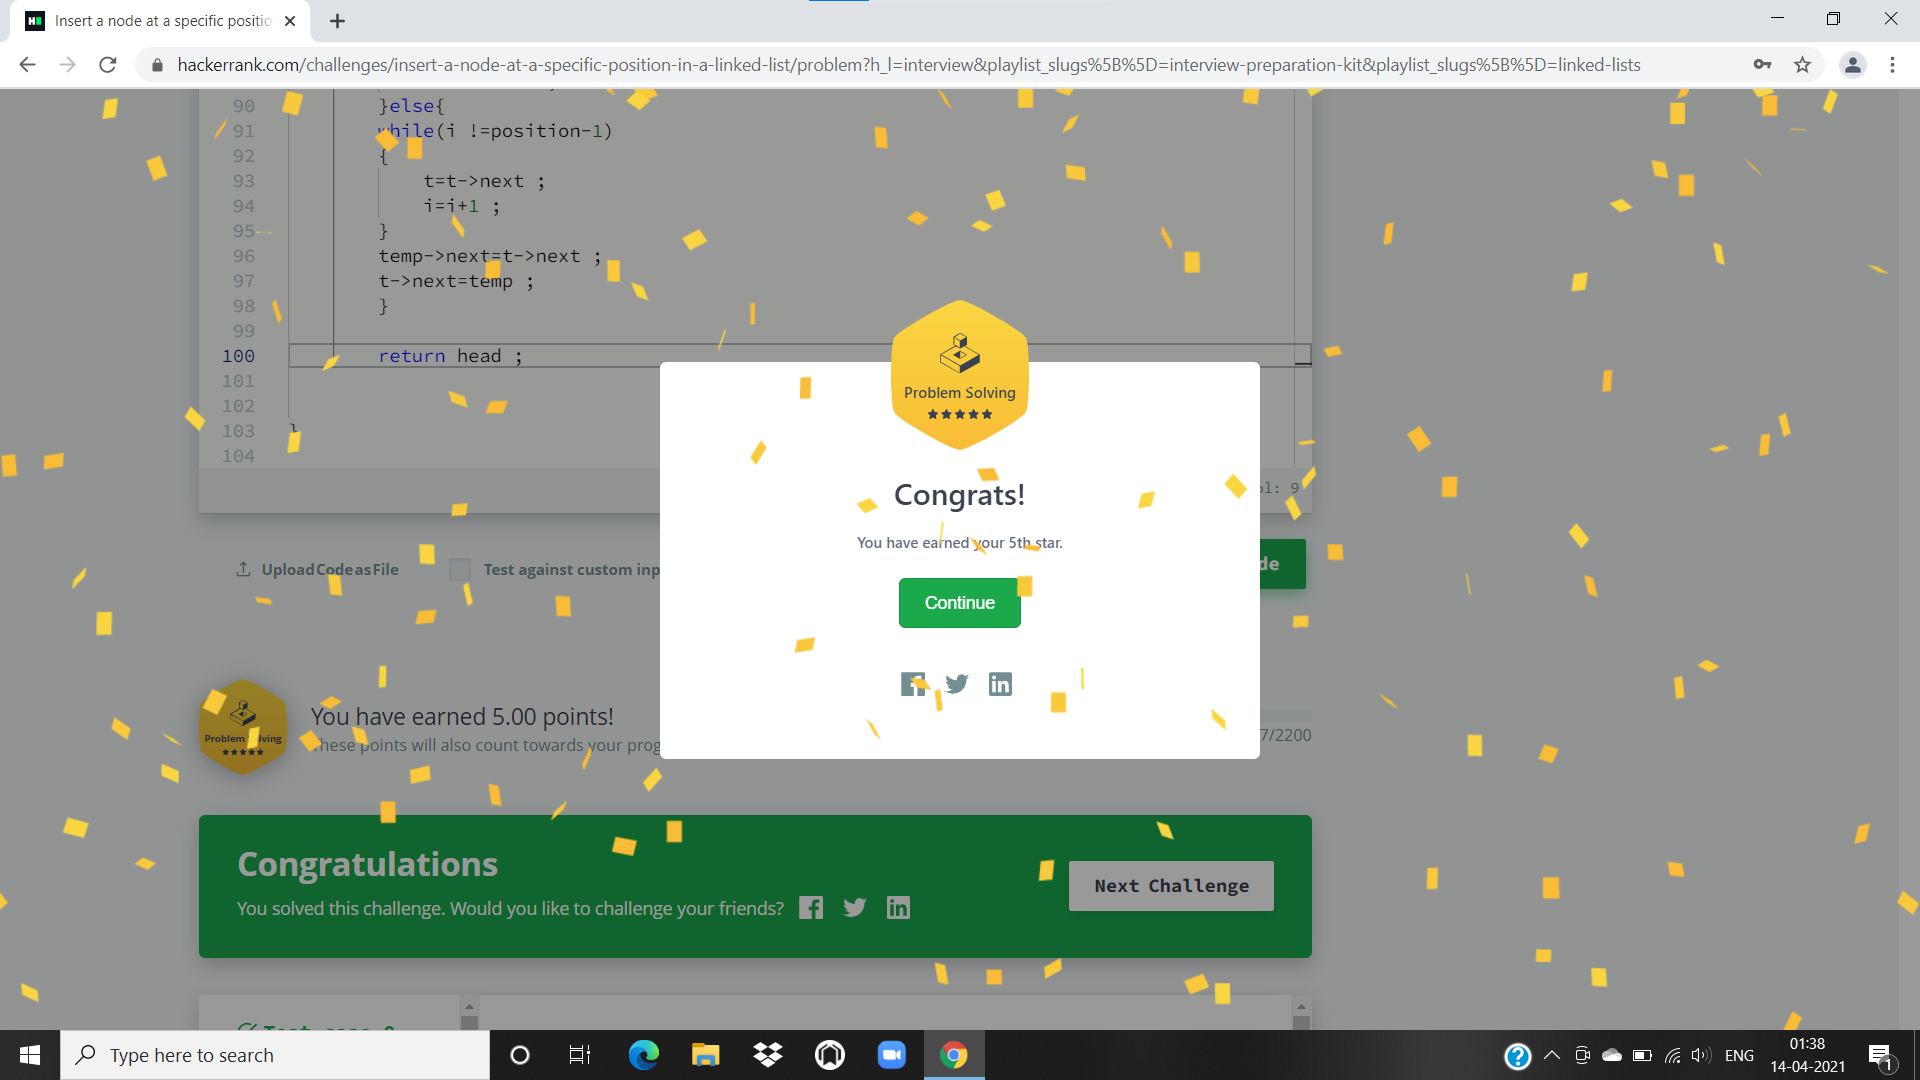 Insert a node at a specific positio
hackerrank.com/challenges/insert-a-node-at-a-specific-position-in-a-linked-list/problem?h_l=interview&playlist_slugs%5B%5D=interview-preparation-kit&playlist_slugs%5B%5D=linked-lists
90 }else{
91 while(i !=position-1)
92 {
93 t=t->next ;
94 i=i+1 ;
95 }
96 temp->next=t->next ;
97 t->next=temp ;
98 }
99
100 return head ;
101
102
103 }
104
ol: 9
Problem Solving
Congrats!
You have earned your 5th star.
Continue
Upload Code as File
Test against custom inp
de
Problem Solving
You have earned 5.00 points!
These points will also count towards your prog
7/2200
Congratulations
You solved this challenge. Would you like to challenge your friends?
Next Challenge
Type here to search
ENG
01:38
14-04-2021
1